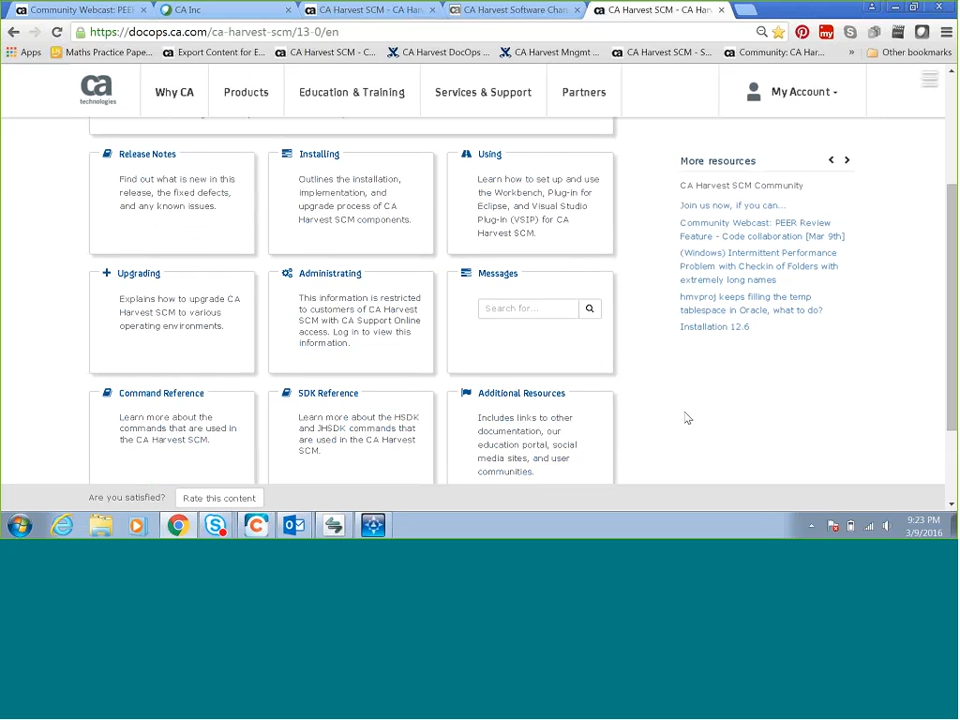 Community Webcast: PEE
CA Inc
CA Harvest SCM - CA Har
CA Harvest Software Chan
CA Harvest SCM - CA Har
https://docops.ca.com/ca-harvest-scm/13-0/en
Apps
Maths Practice Pape...
Export Content for E...
CA Harvest SCM - C...
CA Harvest DocOps ...
CA Harvest Mngmt ...
CA Harvest SCM - S...
Community: CA Har...
»
Other bookmarks
ca
technologies
Why CA
Products
Education & Training
Services & Support
Partners
My Account
Release Notes
Find out what is new in this
release, the fixed defects,
and any known issues.
Installing
Outlines the installation,
implementation, and
upgrade process of CA
Harvest SCM components.
Using
Learn how to set up and use
the Workbench, Plug-in for
Eclipse, and Visual Studio
Plug-in (VSIP) for CA
Harvest SCM.
More resources
CA Harvest SCM Community
Join us now, if you can...
Community Webcast: PEER Review
Feature - Code collaboration [Mar 9th]
(Windows) Intermittent Performance
Problem with Checkin of Folders with
extremely long names
hmvproj keeps filling the temp
tablespace in Oracle, what to do?
Installation 12.6
Upgrading
Explains how to upgrade CA
Harvest SCM to various
operating environments.
Administrating
This information is restricted
to customers of CA Harvest
SCM with CA Support Online
access. Log in to view this
information.
Messages
Search for...
Command Reference
Learn more about the
commands that are used in
the CA Harvest SCM.
SDK Reference
Learn more about the HSDK
and JHSDK commands that
are used in the CA Harvest
SCM.
Additional Resources
Includes links to other
documentation, our
education portal, social
media sites, and user
communities.
Are you satisfied?
Rate this content
9:23 PM
3/9/2016